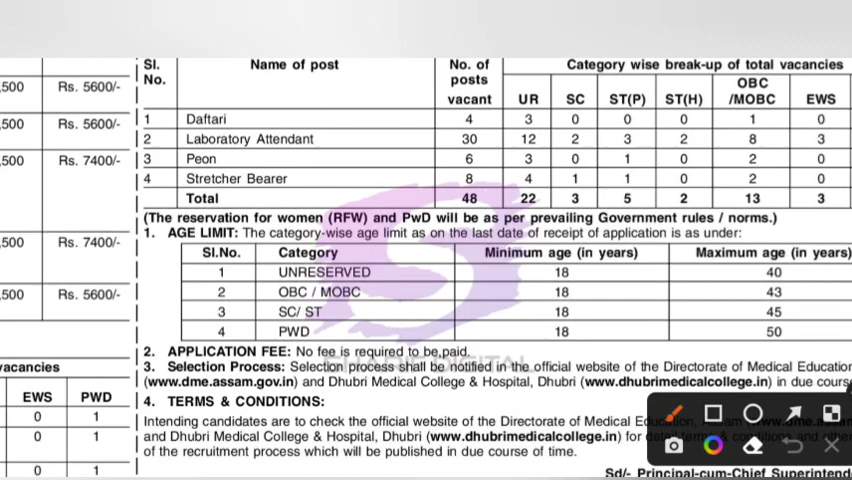 Sl. Name of post No. of Category wise break-up of total vacancies
No. posts OBC
vacant UR SC ST(P) ST(H) /MOBC EWS
1 Daftari 4 3 0 0 0 1 0
2 Laboratory Attendant 30 12 2 3 2 8 3
3 Peon 6 3 0 1 0 2 0
4 Stretcher Bearer 8 4 1 1 0 2 0
Total 48 22 3 5 2 13 3
(The reservation for women (RFW) and PwD will be as per prevailing Government rules / norms.)
1. AGE LIMIT: The category-wise age limit as on the last date of receipt of application is as under:
Sl.No. Category Minimum age (in years) Maximum age (in years)
1 UNRESERVED 18 40
2 OBC / MOBC 18 43
3 SC/ ST 18 45
4 PWD 18 50
2. APPLICATION FEE: No fee is required to be,paid.
3. Selection Process: Selection process shall be notified in the official website of the Directorate of Medical Education
(www.dme.assam.gov.in) and Dhubri Medical College & Hospital, Dhubri (www.dhubrimedicalcollege.in) in due course
4. TERMS & CONDITIONS:
Intending candidates are to check the official website of the Directorate of Medical
and Dhubri Medical College & Hospital, Dhubri (www.dhubrimedicalcollege.in) for
of the recruitment process which will be published in due course of time.
Sd/- Principal-cum-Chief Superintend
,500 Rs. 5600/-
,500 Rs. 5600/-
,500 Rs. 7400/-
,500 Rs. 7400/-
,500 Rs. 5600/-
vacancies
EWS PWD
0 1
0 1
0 1
DIGITAL